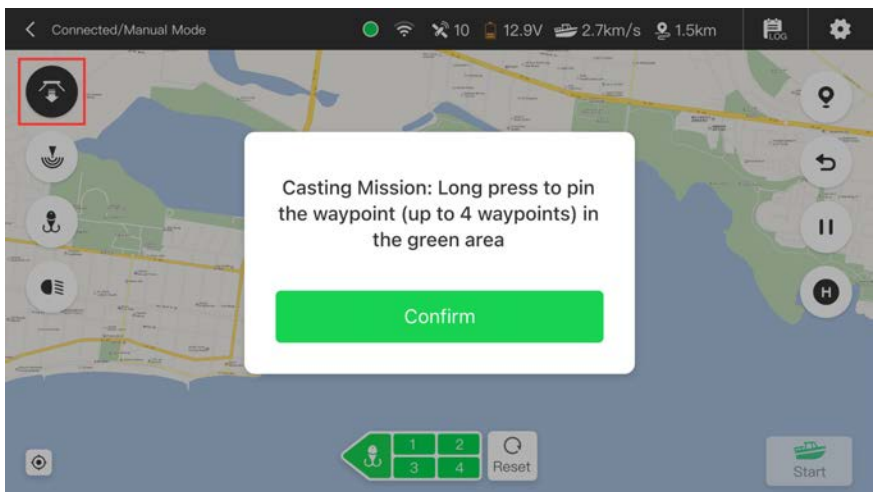 Connected/Manual Mode
10
12.9V
2.7km/s
1.5km
LOG
Casting Mission: Long press to pin
the waypoint (up to 4 waypoints) in
the green area
Confirm
H
1 2
3 4
Reset
Start